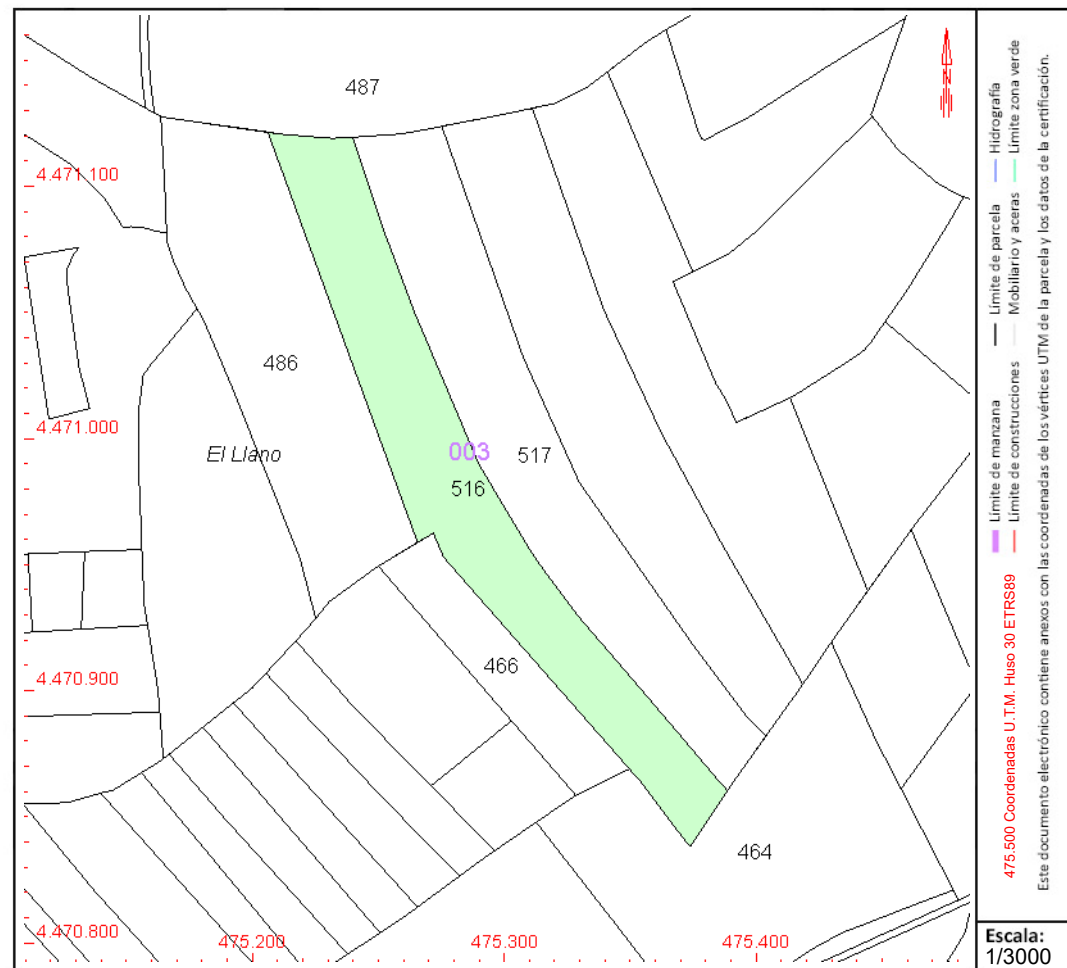 487
4.471.100
486
4.471.000
El Llano
003
517
516
466
4.470.900
464
4.470.800
475.200
475.300
475.400
N
475.500 Coordenadas U.T.M. Huso 30 ETRS89
Límite de manzana
Límite de parcela
Hidrografía
Límite de construcciones
Mobiliario y aceras
Límite zona verde
Este documento electrónico contiene anexos con las coordenadas de los vértices UTM de la parcela y los datos de la certificación.
Escala:
1/3000